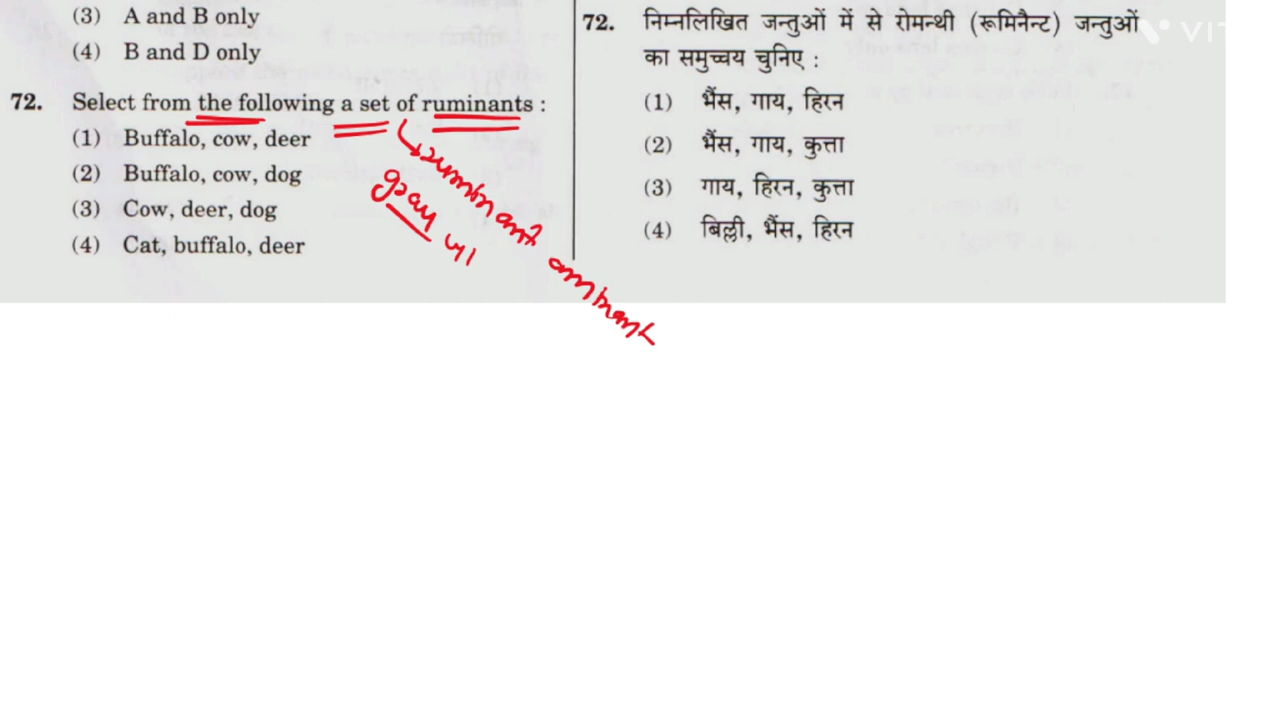 (3) A and B only
(4) B and D only
72. Select from the following a set of ruminants :
(1) Buffalo, cow, deer
(2) Buffalo, cow, dog
(3) Cow, deer, dog
(4) Cat, buffalo, deer
72. निम्नलिखित जन्तुओं में से रोमन्थी (रूमिनैन्ट) जन्तुओं
का समुच्चय चुनिए :
(1) भैंस, गाय, हिरन
(2) भैंस, गाय, कुत्ता
(3) गाय, हिरन, कुत्ता
(4) बिल्ली, भैंस, हिरन